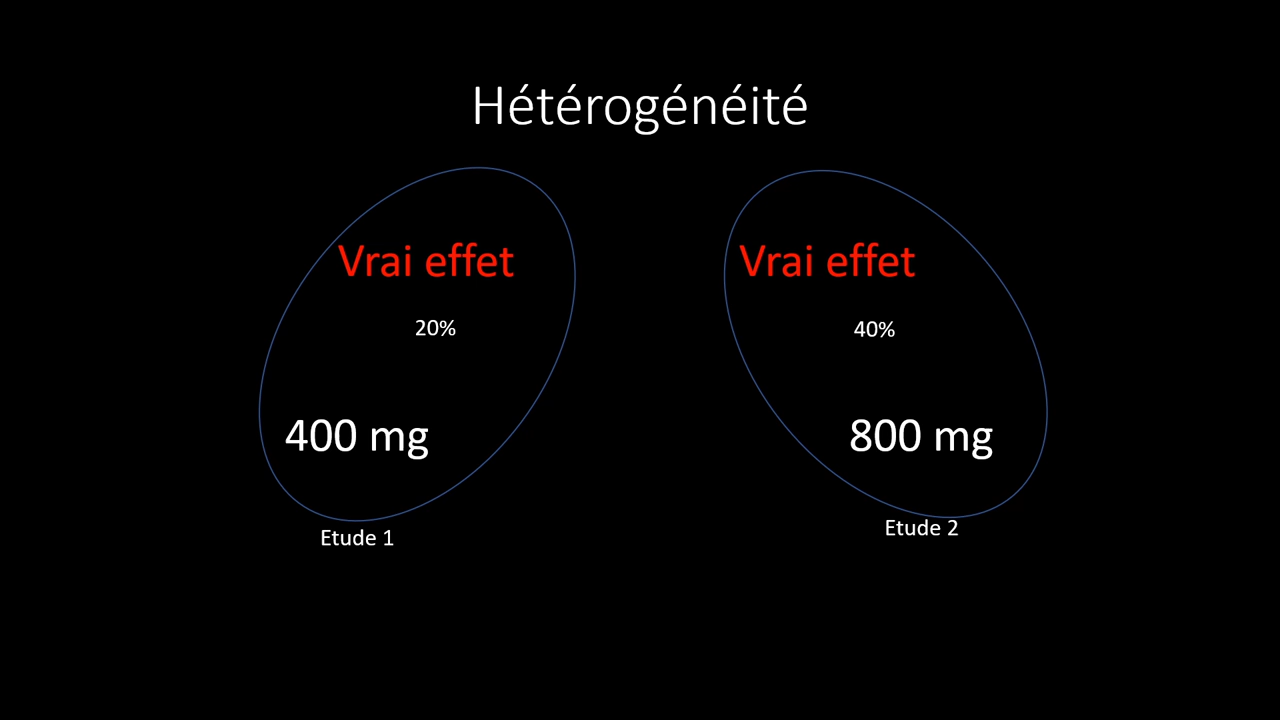 Hétérogénéité
Vrai effet
20%
400 mg
Etude 1
Vrai effet
40%
800 mg
Etude 2